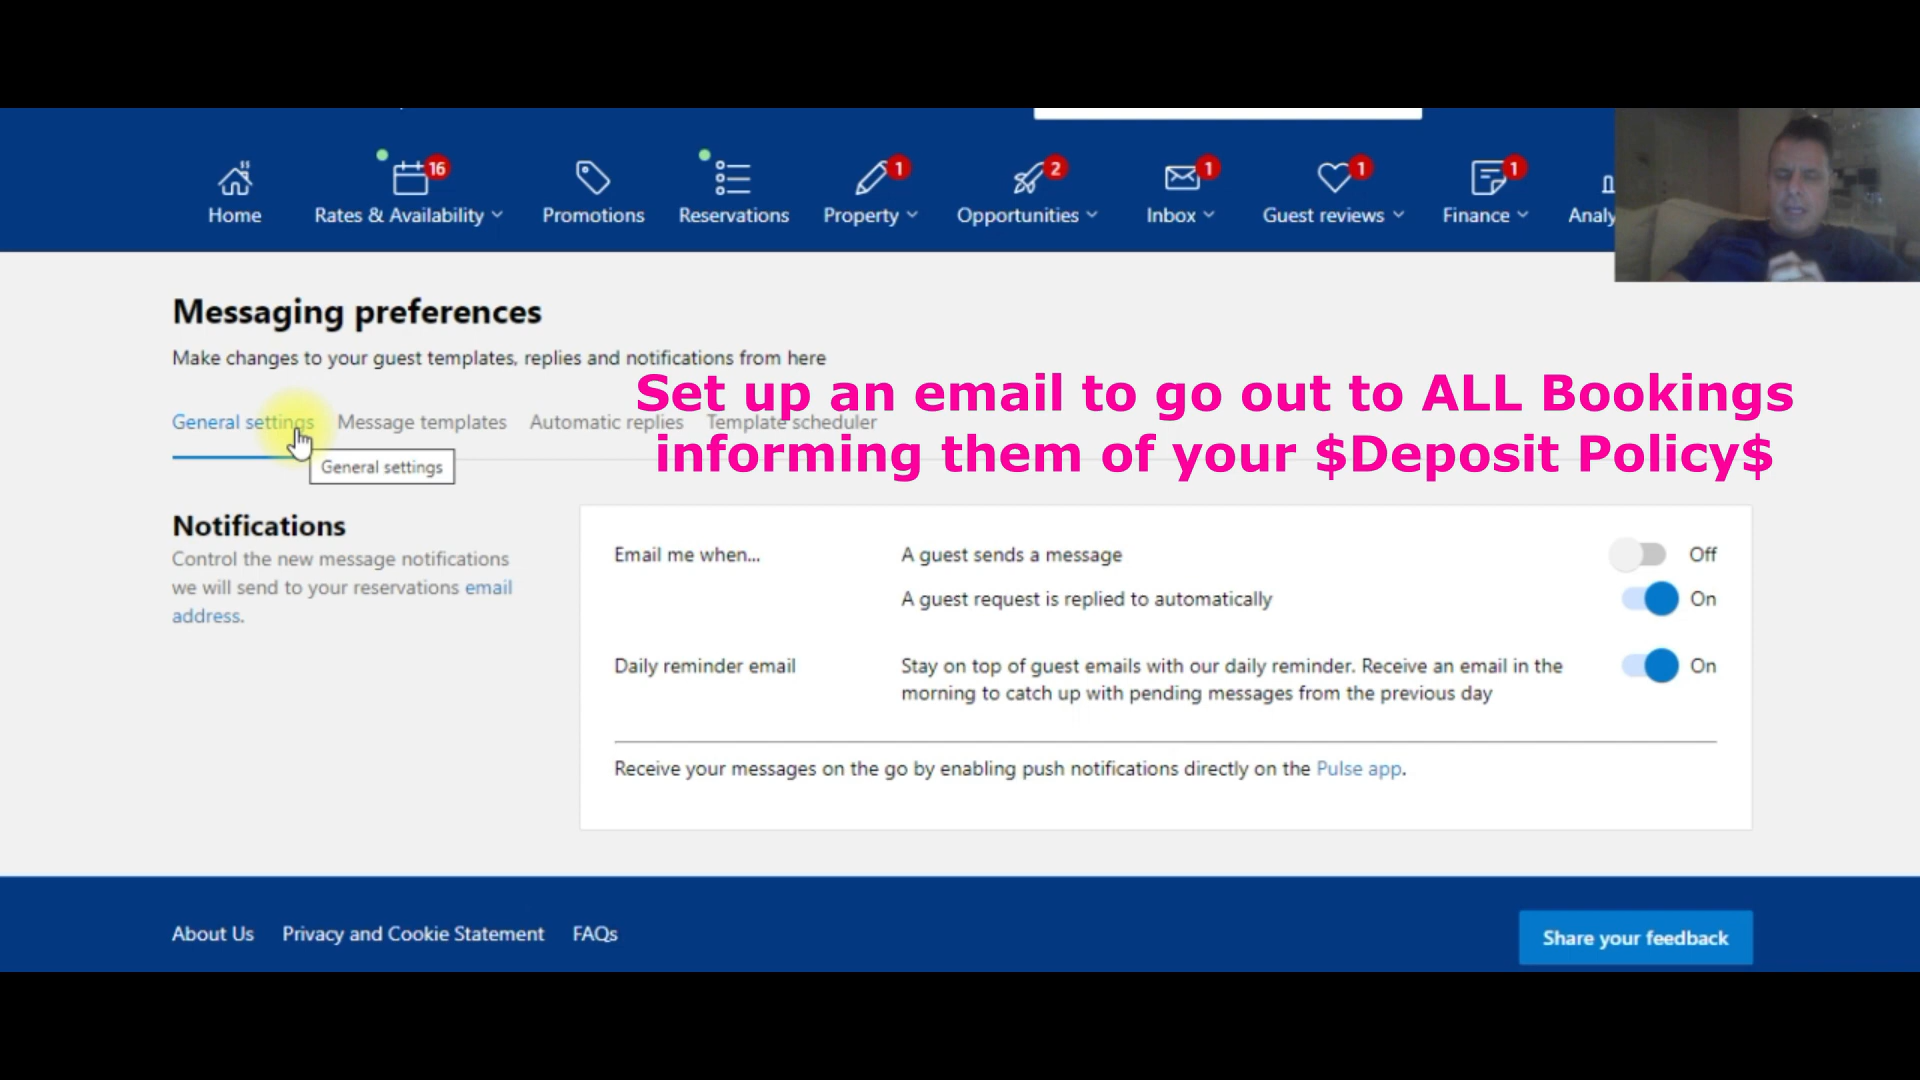 16
1
2
1
1
1
Home
Rates & Availability
Promotions
Reservations
Property
Opportunities
Inbox
Guest reviews
Finance
Analy
Messaging preferences
Make changes to your guest templates, replies and notifications from here
Set up an email to go out to ALL Bookings
informing them of your $Deposit Policy$
General settings
Message templates
Automatic replies
Template scheduler
General settings
Notifications
Control the new message notifications
we will send to your reservations email
address.
Email me when...
A guest sends a message
Off
A guest request is replied to automatically
On
Daily reminder email
Stay on top of guest emails with our daily reminder. Receive an email in the
morning to catch up with pending messages from the previous day
On
Receive your messages on the go by enabling push notifications directly on the Pulse app.
About Us
Privacy and Cookie Statement
FAQs
Share your feedback